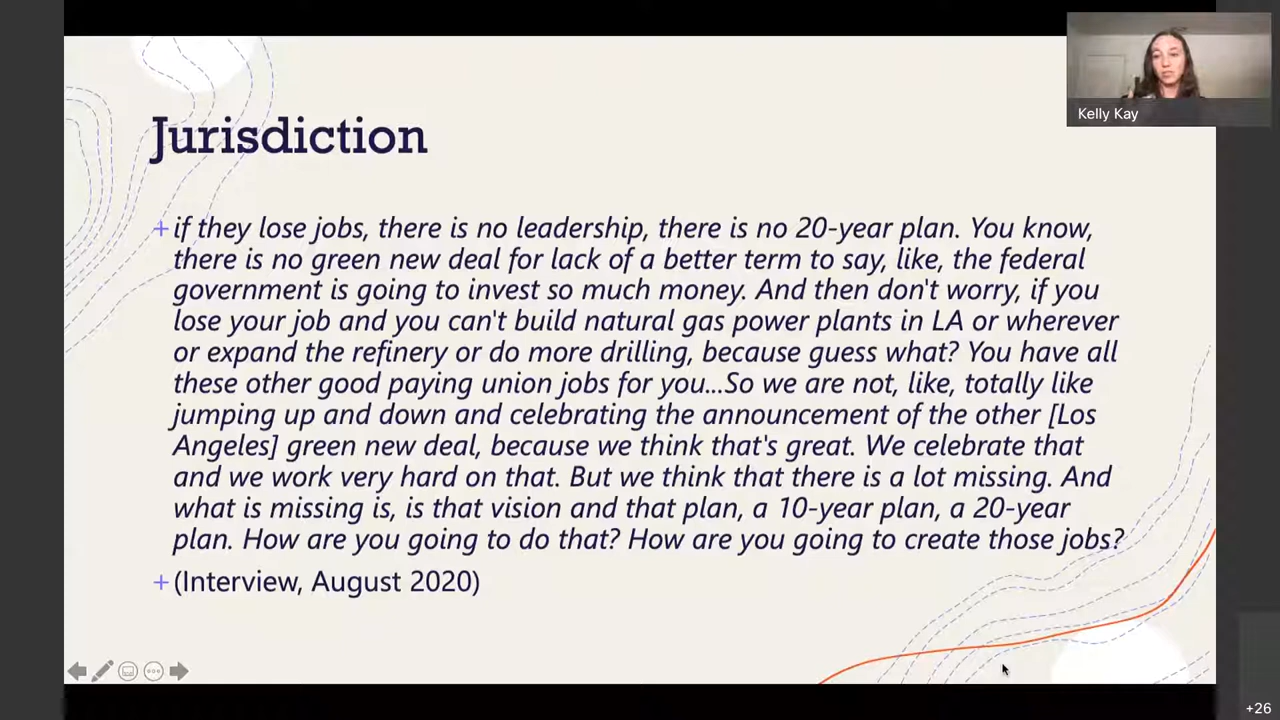 Kelly Kay
Jurisdiction
+ if they lose jobs, there is no leadership, there is no 20-year plan. You know,
there is no green new deal for lack of a better term to say, like, the federal
government is going to invest so much money. And then don't worry, if you
lose your job and you can't build natural gas power plants in LA or wherever
or expand the refinery or do more drilling, because guess what? You have all
these other good paying union jobs for you...So we are not, like, totally like
jumping up and down and celebrating the announcement of the other [Los
Angeles] green new deal, because we think that's great. We celebrate that
and we work very hard on that. But we think that there is a lot missing. And
what is missing is, is that vision and that plan, a 10-year plan, a 20-year
plan. How are you going to do that? How are you going to create those jobs?
+ (Interview, August 2020)
+26